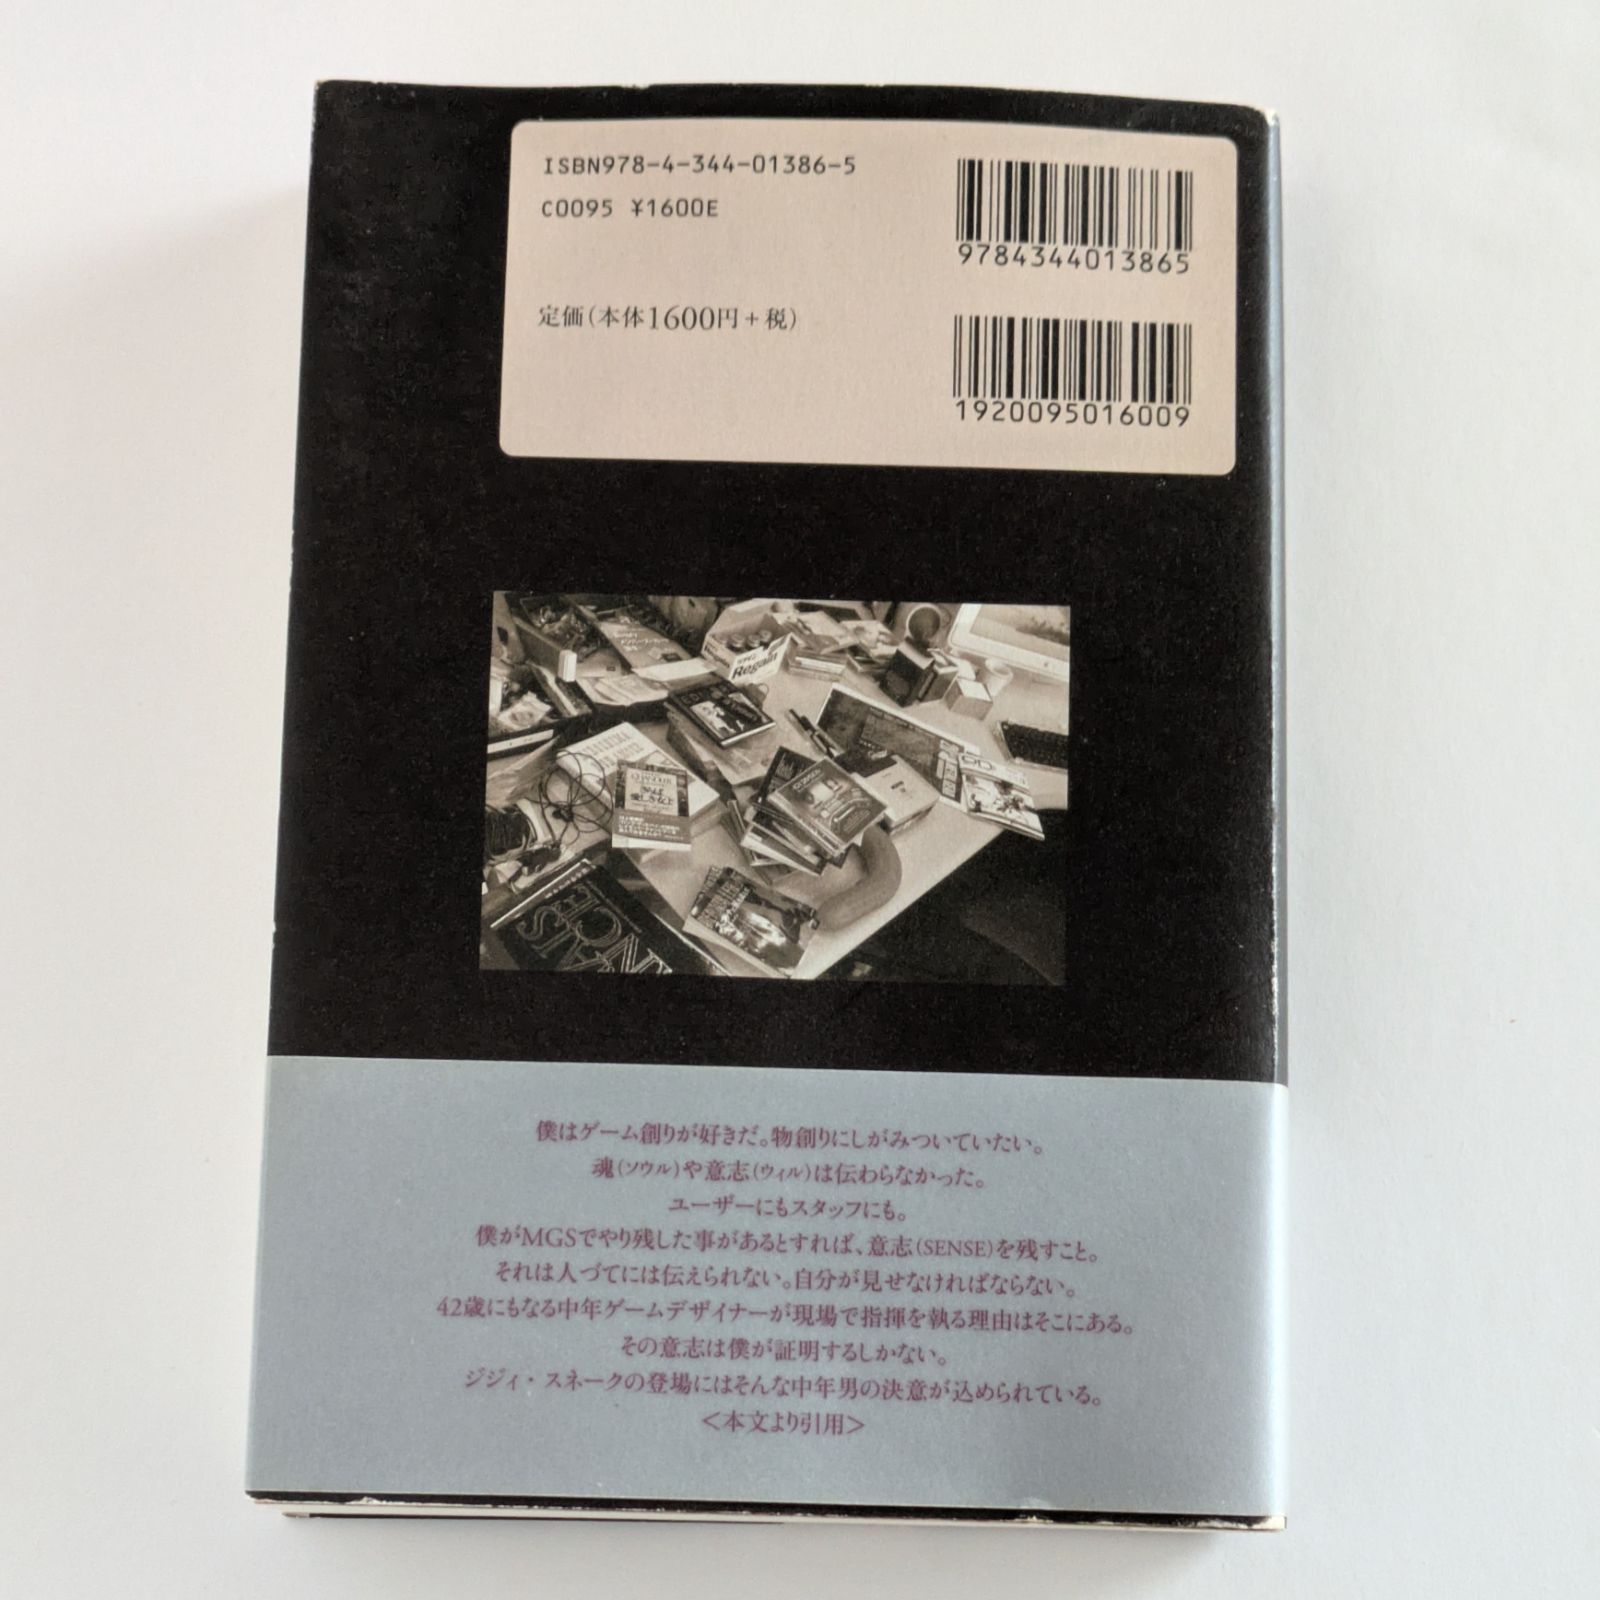 ISBN978-4-344-01386-5
C0095 ¥1600E
9784344013865
定価(本体1600円+税)
1920095016009
Regain
CHANDLER
さらば
愛しき女よ
僕はゲーム創りが好きだ。物創りにしがみついていたい。
魂(ソウル)や意志(ウィル)は伝わらなかった。
ユーザーにもスタッフにも。
僕がMGSでやり残した事があるとすれば、意志(SENSE)を残すこと。
それは人づてには伝えられない。自分が見せなければならない。
42歳にもなる中年ゲームデザイナーが現場で指揮を執る理由はそこにある。
その意志は僕が証明するしかない。
ジジィ・スネークの登場にはそんな中年男の決意が込められている。
<本文より引用>